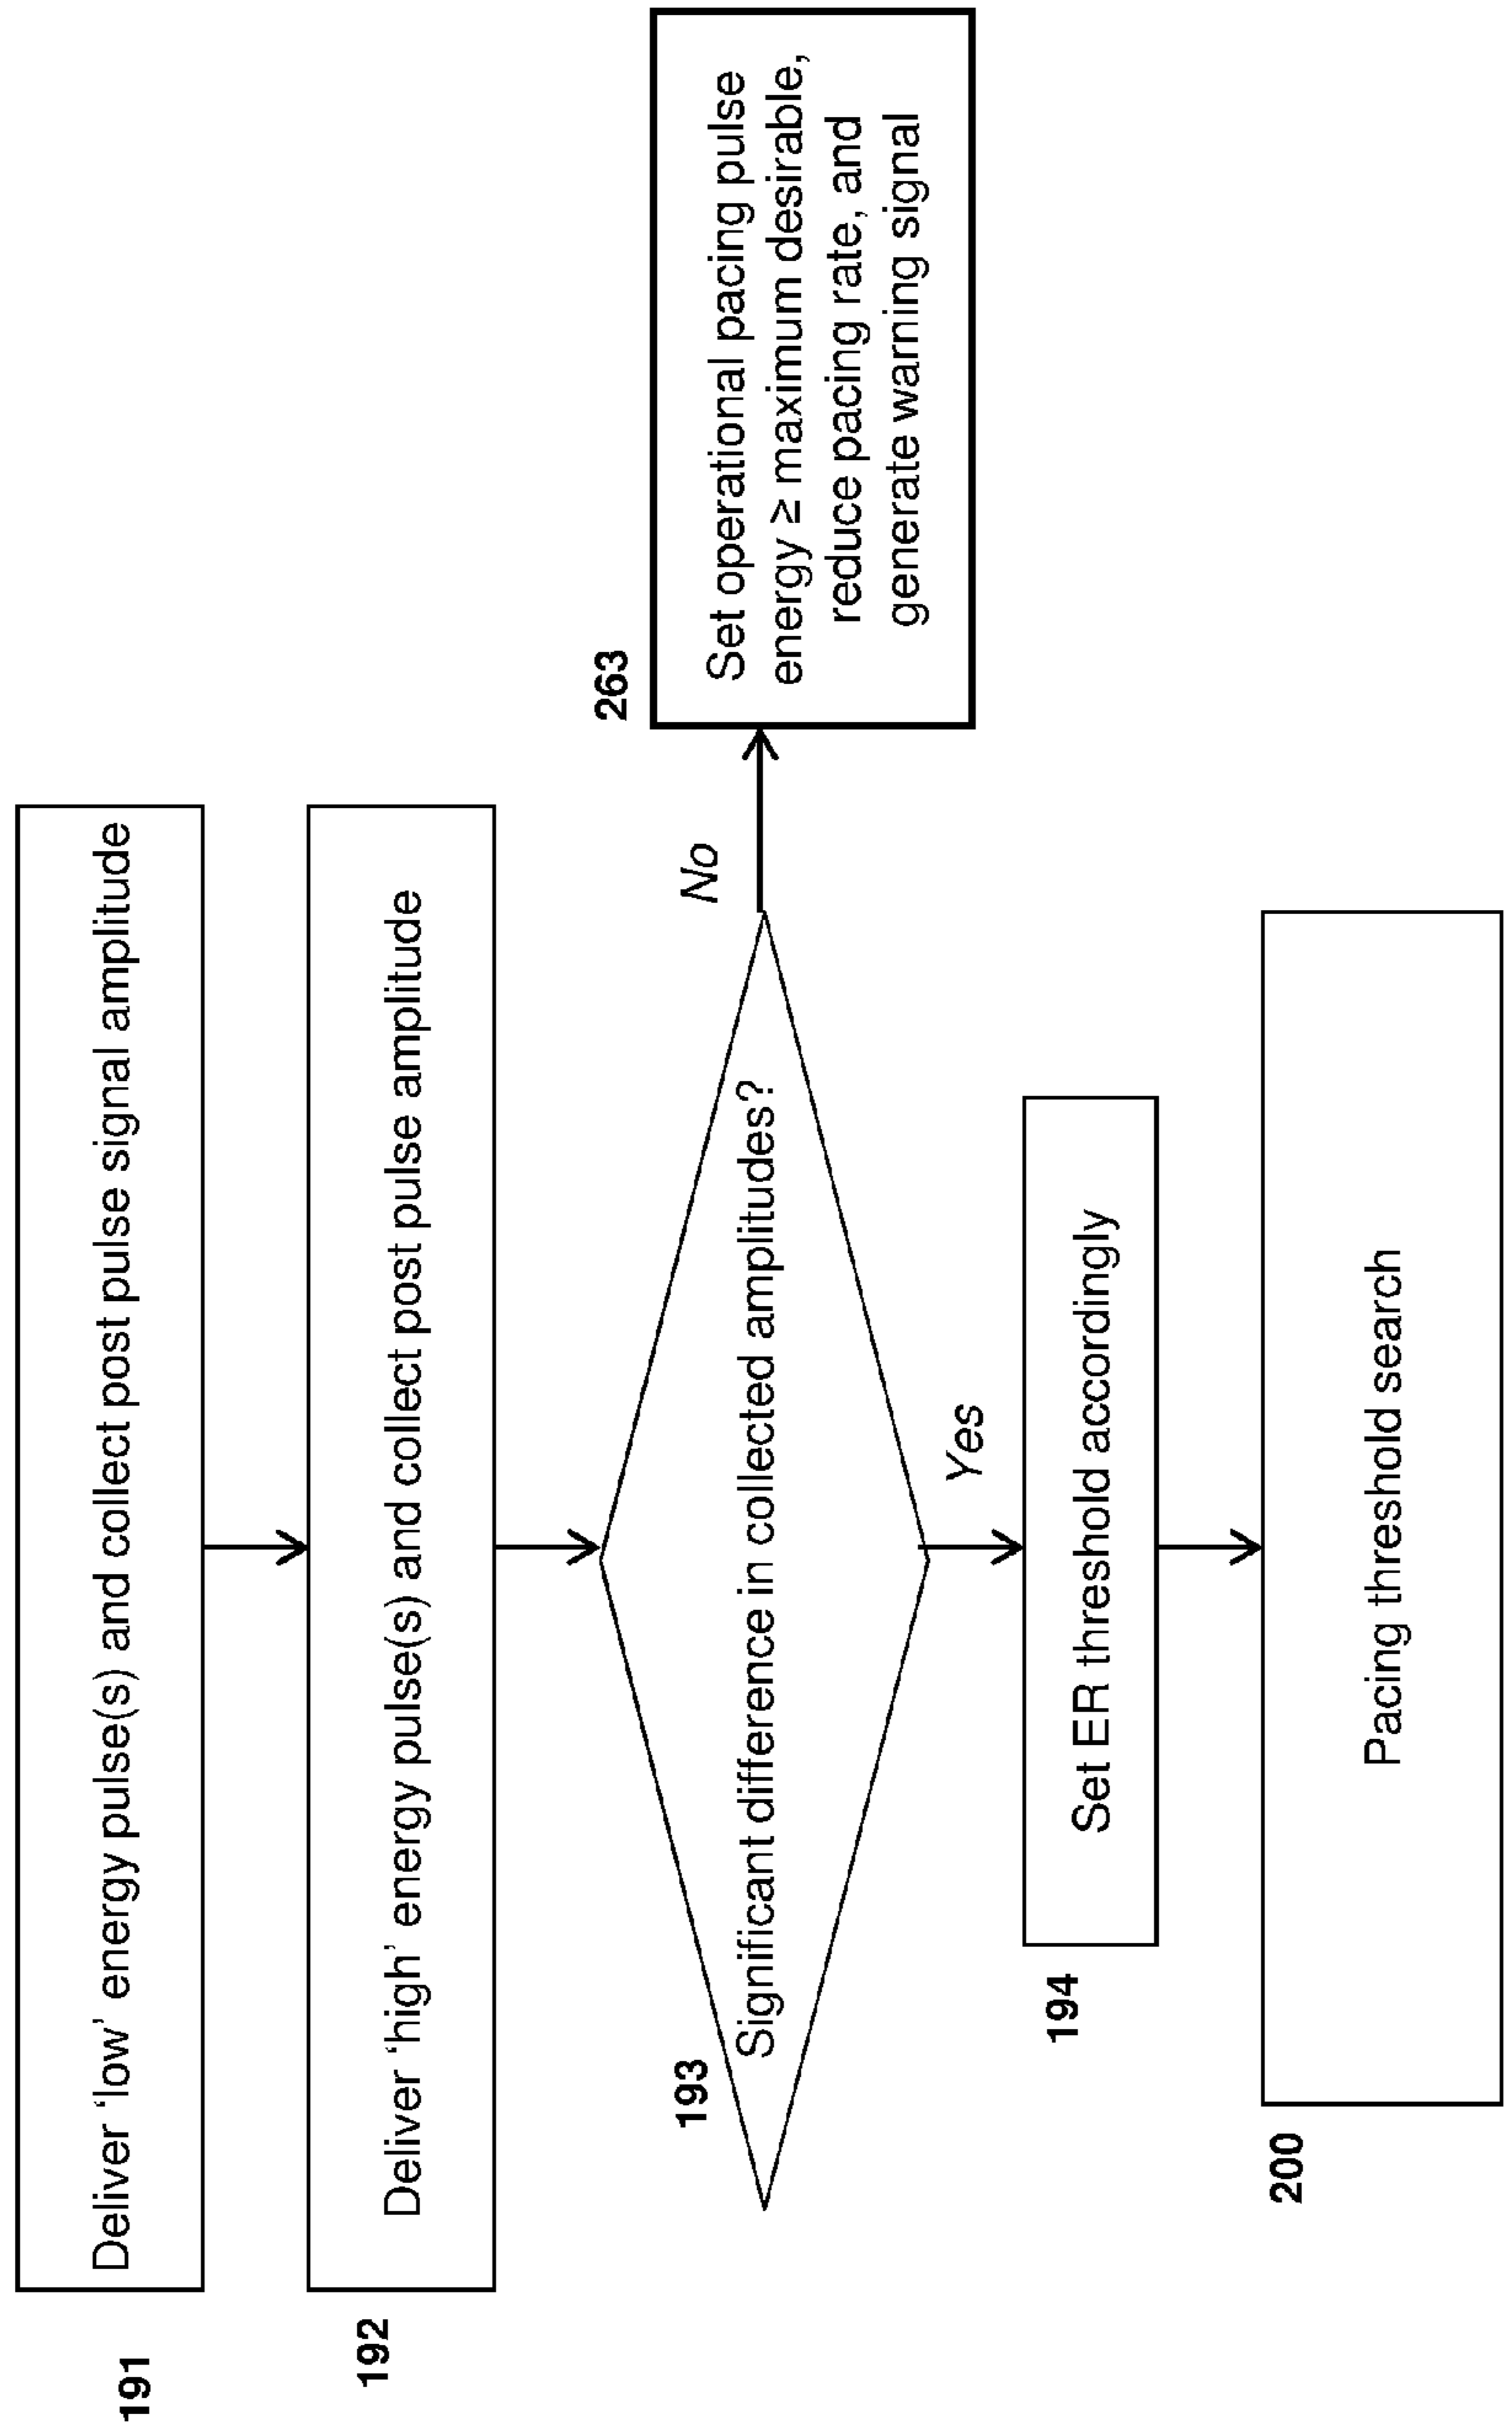 191
Deliver ‘low’ energy pulse(s) and collect post pulse signal amplitude
192
Deliver ‘high’ energy pulse(s) and collect post pulse amplitude
193
Significant difference in collected amplitudes?
No
263
Set operational pacing pulse
energy ≥ maximum desirable,
reduce pacing rate, and
generate warning signal
Yes
194
Set ER threshold accordingly
200
Pacing threshold search